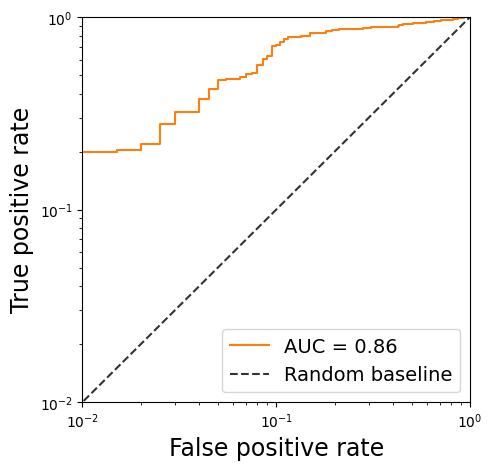 10⁰
10⁻¹
10⁻²
True positive rate
AUC = 0.86
Random baseline
10⁻²
10⁻¹
10⁰
False positive rate